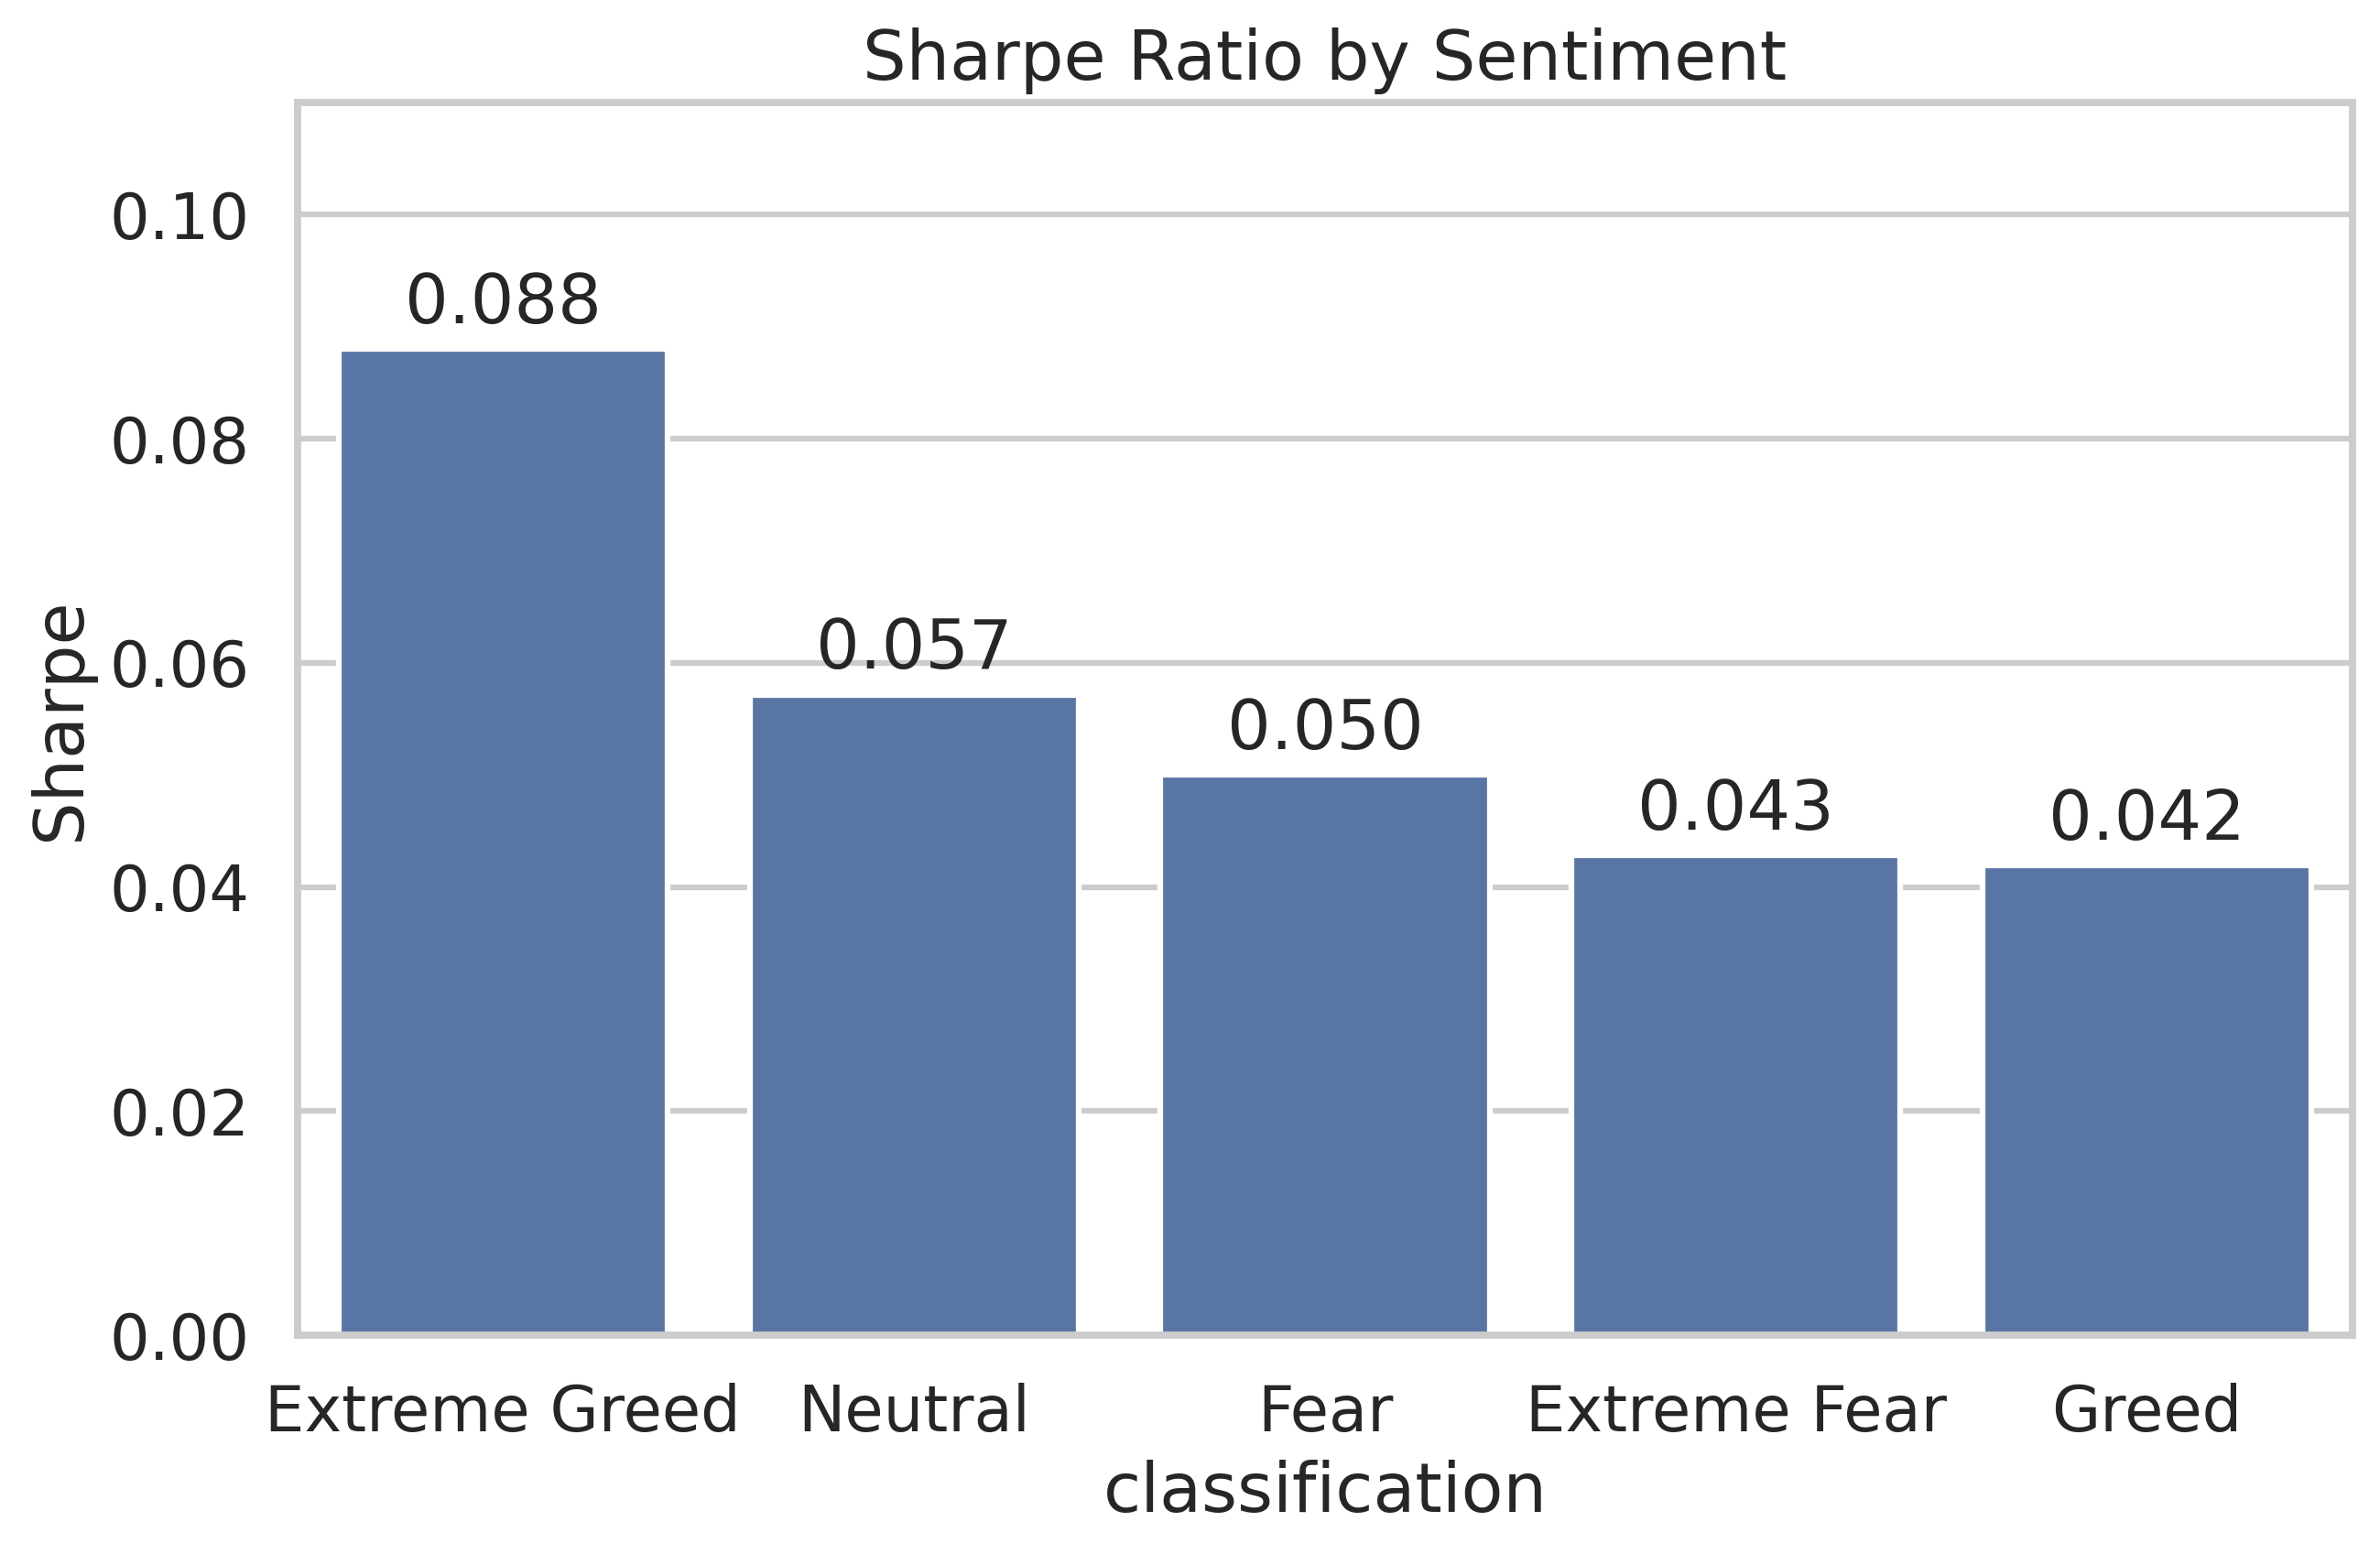 Sharpe Ratio by Sentiment
Sharpe
0.10
0.08
0.06
0.04
0.02
0.00
0.088
0.057
0.050
0.043
0.042
Extreme Greed
Neutral
Fear
Extreme Fear
Greed
classification